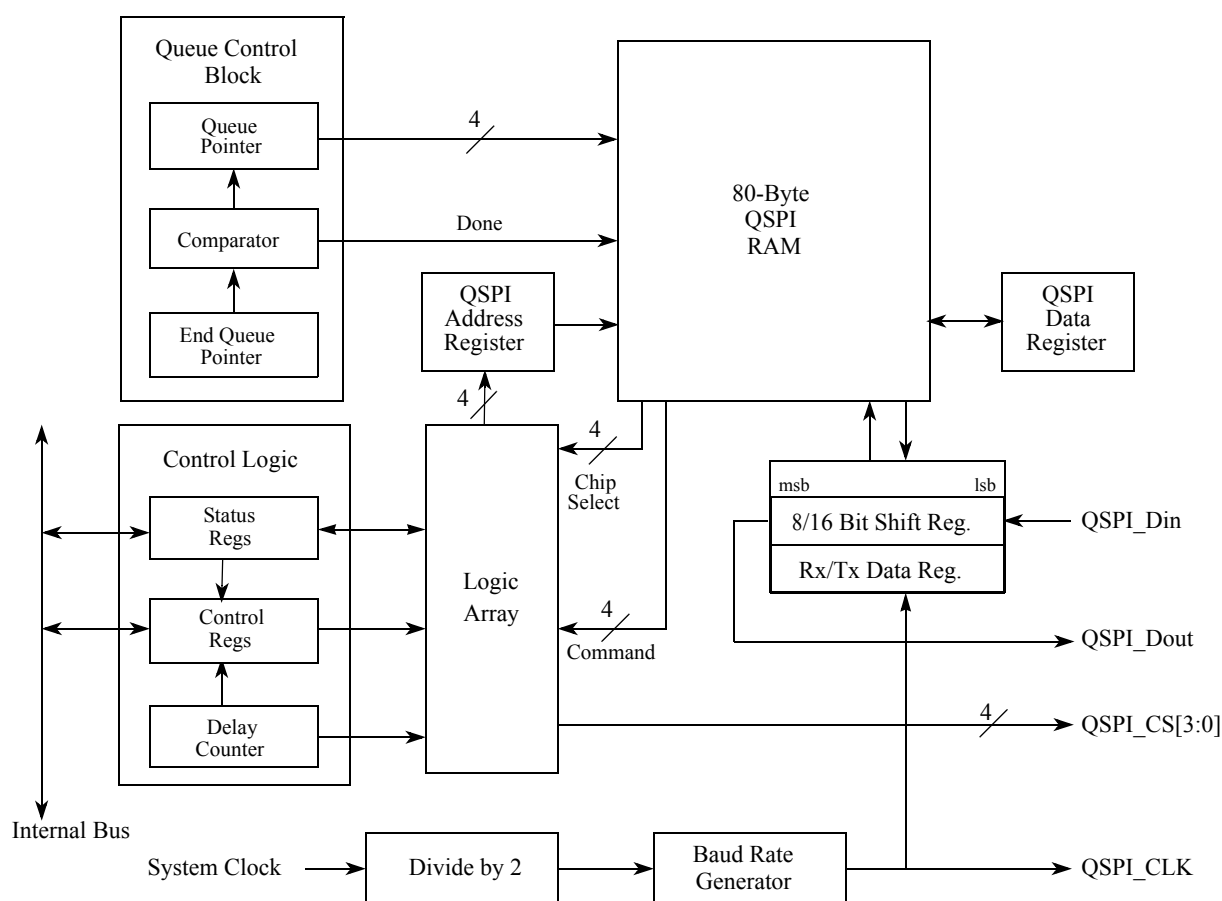 Queue Control
Block
Queue
Pointer
4
Comparator
Done
End Queue
Pointer
QSPI
Address
Register
80-Byte
QSPI
RAM
QSPI
Data
Register
4
4
Chip
Select
Control Logic
Status
Regs
Control
Regs
Delay
Counter
Logic
Array
4
Command
msb
lsb
8/16 Bit Shift Reg.
Rx/Tx Data Reg.
QSPI_Din
QSPI_Dout
4
QSPI_CS[3:0]
Internal Bus
System Clock
Divide by 2
Baud Rate
Generator
QSPI_CLK